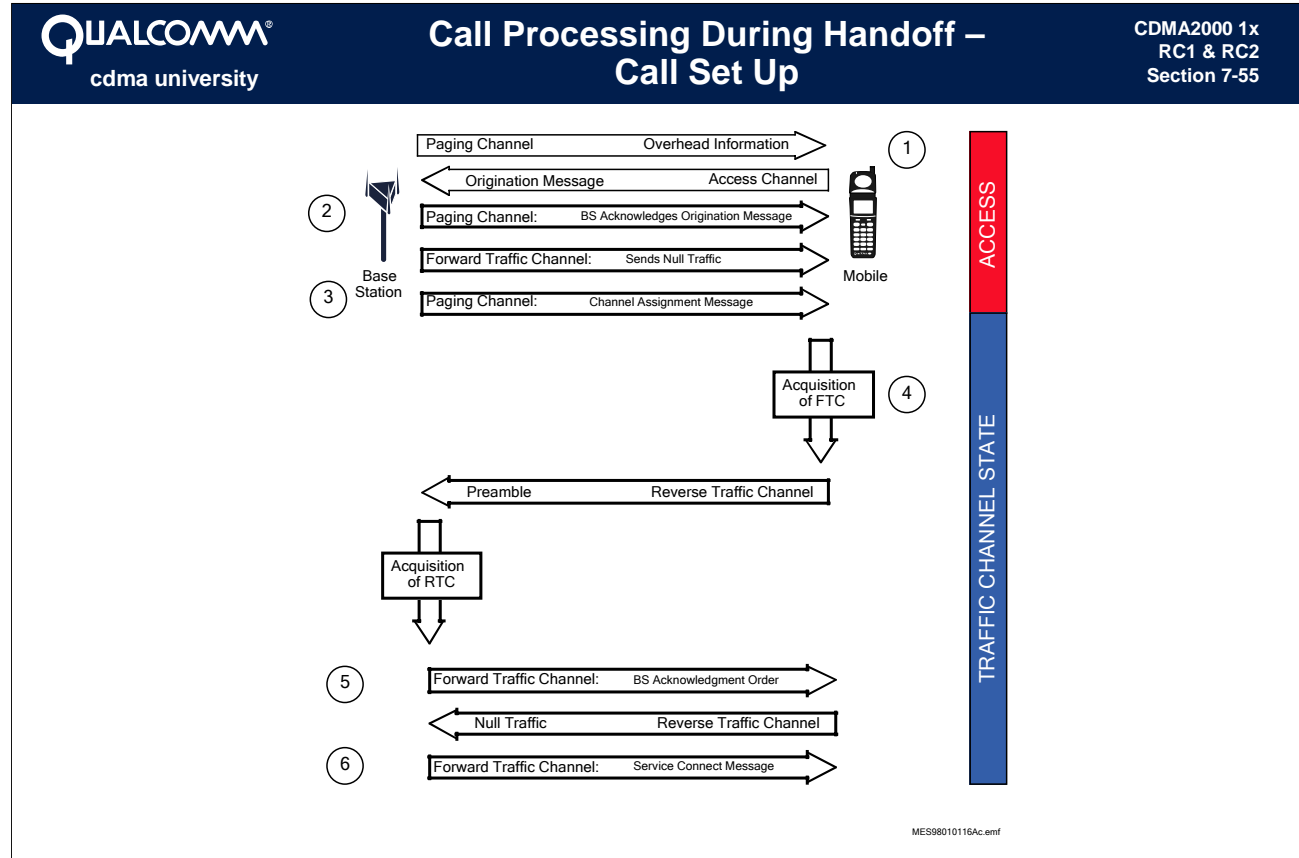 QUALCOMM®
cdma university
Call Processing During Handoff –
Call Set Up
CDMA2000 1x
RC1 & RC2
Section 7-55
Paging Channel Overhead Information
1
Origination Message Access Channel
2
Paging Channel: BS Acknowledges Origination Message
Forward Traffic Channel: Sends Null Traffic
Base
Station
Mobile
3
Paging Channel: Channel Assignment Message
ACCESS
Acquisition
of FTC
4
Preamble Reverse Traffic Channel
Acquisition
of RTC
TRAFFIC CHANNEL STATE
5
Forward Traffic Channel: BS Acknowledgment Order
Null Traffic Reverse Traffic Channel
6
Forward Traffic Channel: Service Connect Message
MES98010116Ac.emf